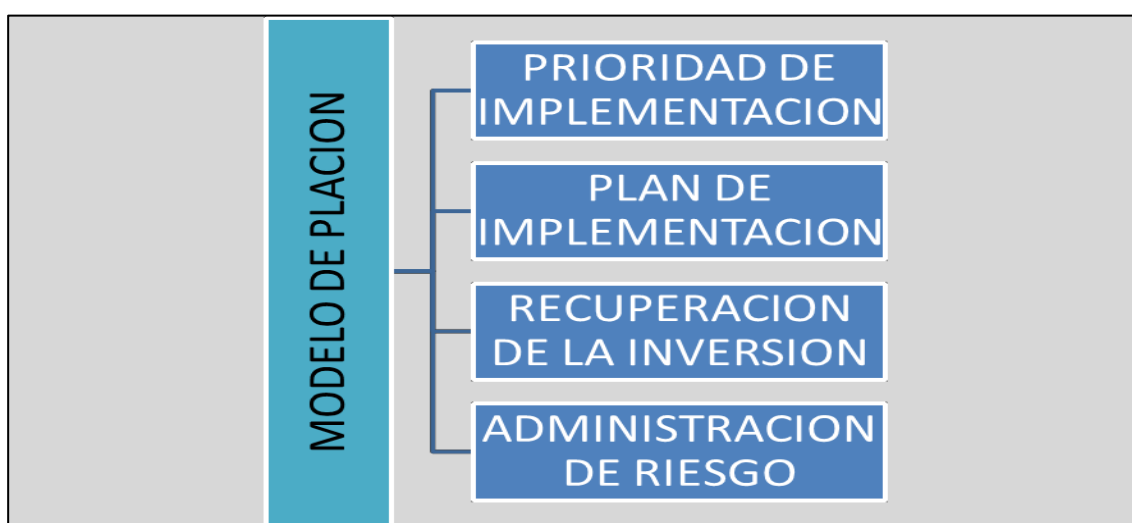 MODELO DE PLACION
PRIORIDAD DE
IMPLEMENTACION
PLAN DE
IMPLEMENTACION
RECUPERACION
DE LA INVERSION
ADMINISTRACION
DE RIESGO